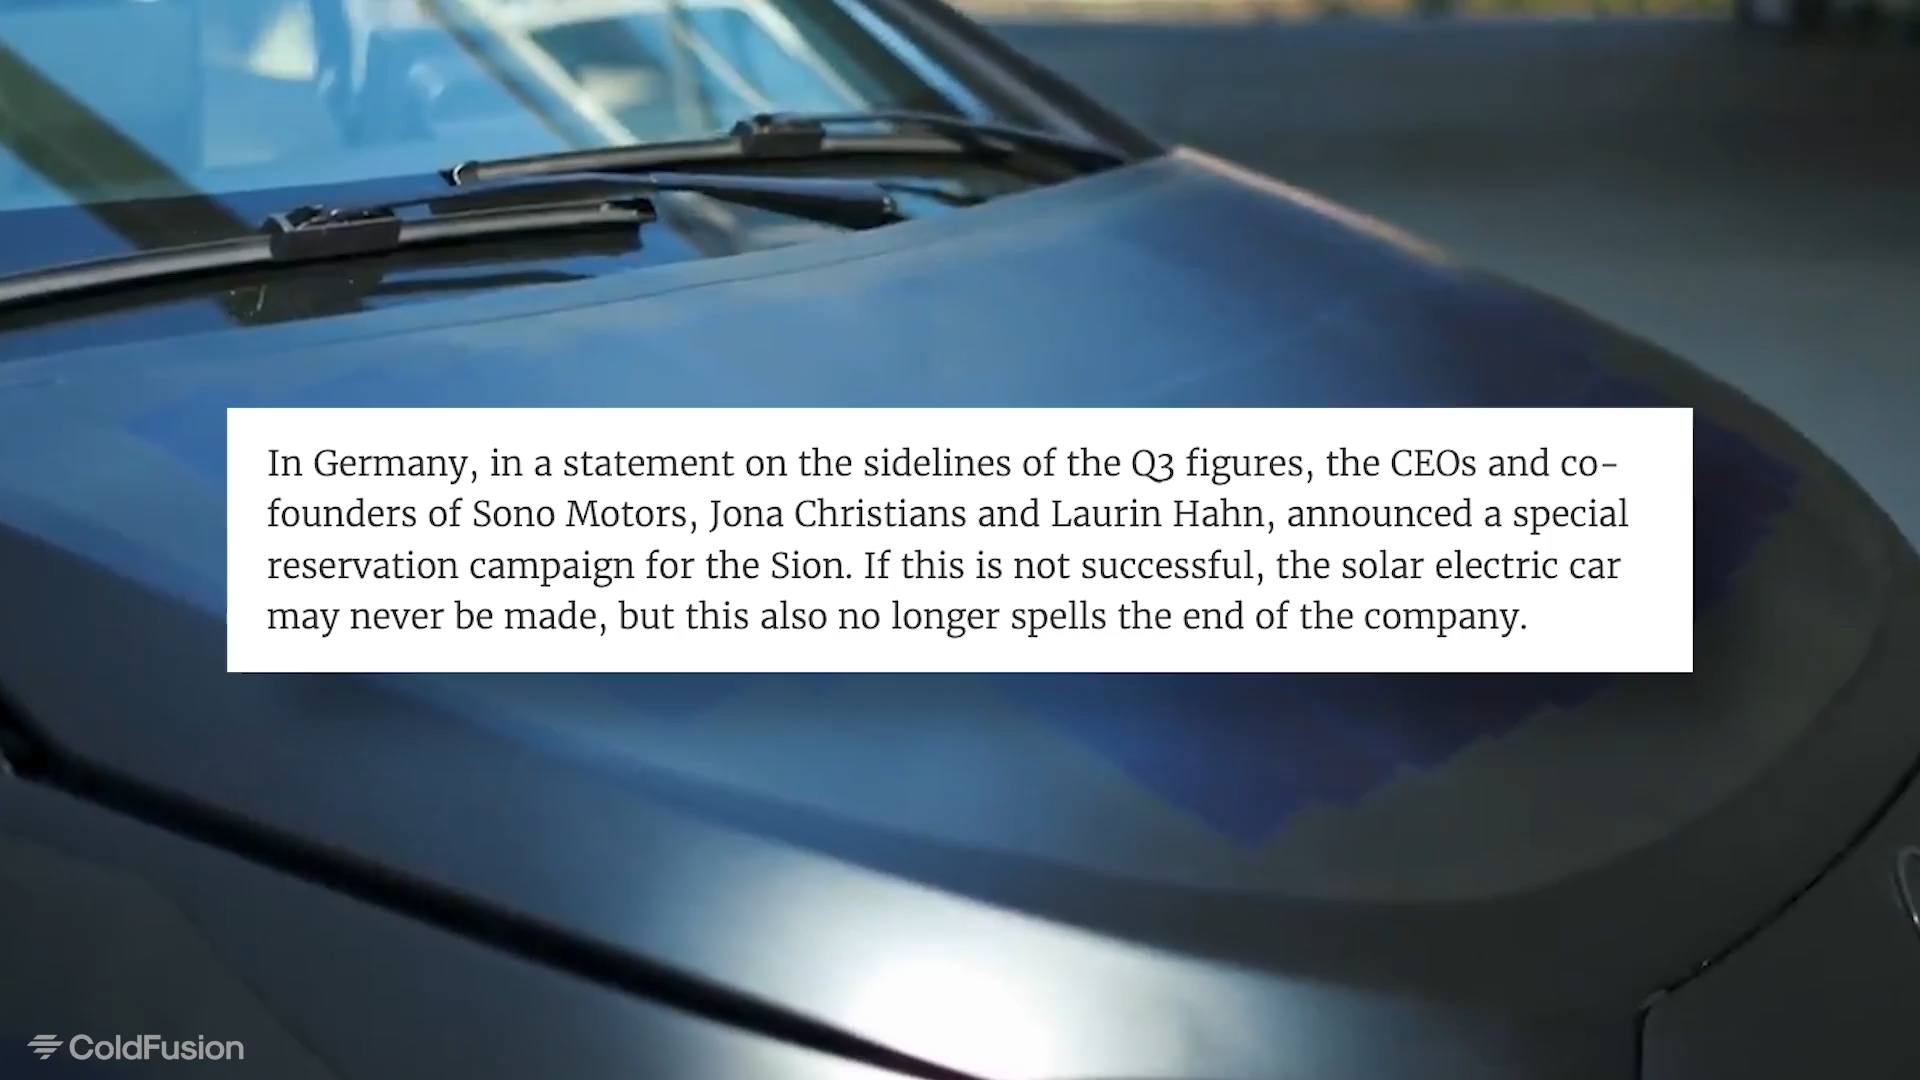 In Germany, in a statement on the sidelines of the Q3 figures, the CEOs and co-
founders of Sono Motors, Jona Christians and Laurin Hahn, announced a special
reservation campaign for the Sion. If this is not successful, the solar electric car
may never be made, but this also no longer spells the end of the company.
ColdFusion